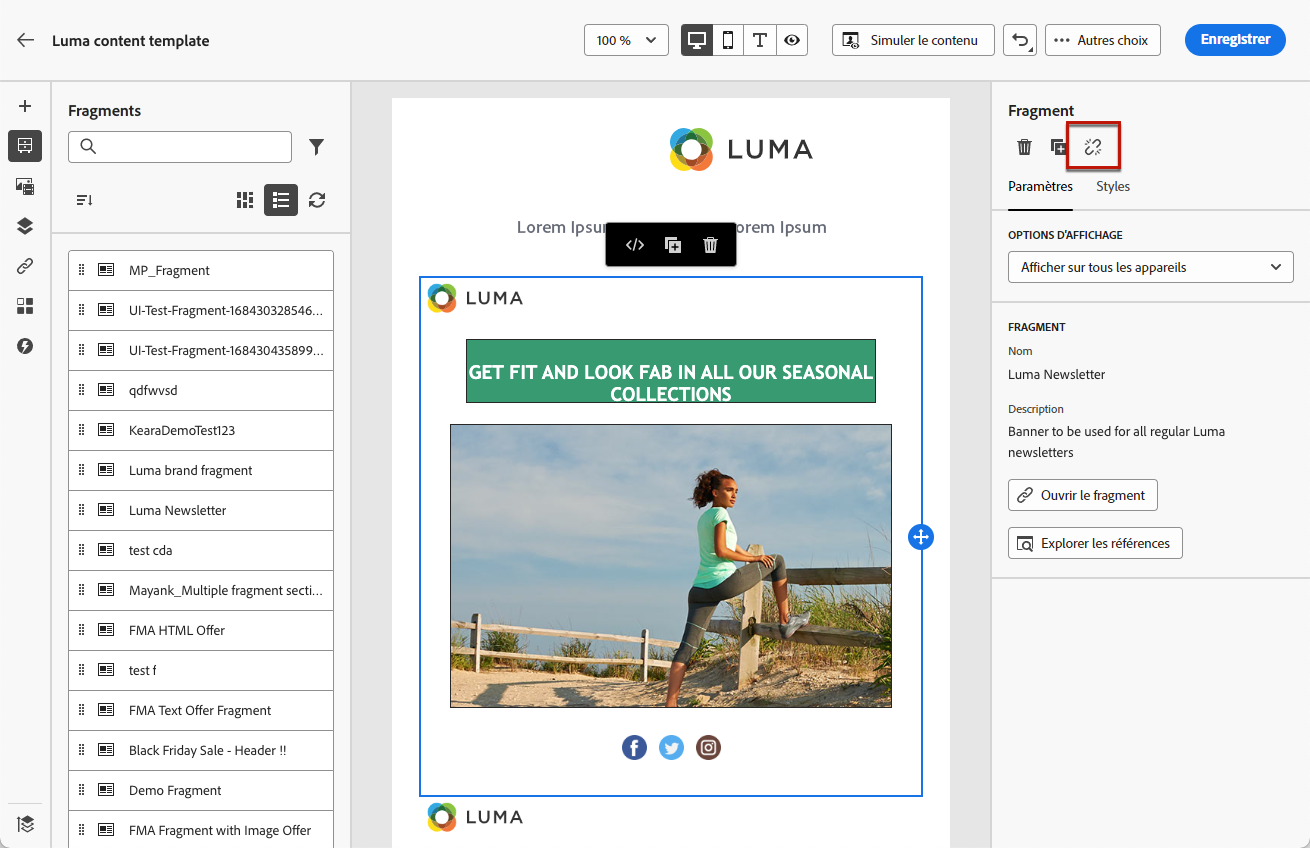 Luma content template
100 %
Simuler le contenu
Autres choix
Enregistrer
Fragments
MP_Fragment
UI-Test-Fragment-168430328546...
UI-Test-Fragment-168430435899...
qdfwvsd
KearaDemoTest123
Luma brand fragment
Luma Newsletter
test cda
Mayank_Multiple fragment secti...
FMA HTML Offer
test f
FMA Text Offer Fragment
Black Friday Sale - Header !!
Demo Fragment
FMA Fragment with Image Offer
LUMA
Lorem Ipsum
orem Ipsum
LUMA
GET FIT AND LOOK FAB IN ALL OUR SEASONAL
COLLECTIONS
LUMA
Fragment
Paramètres
Styles
OPTIONS D'AFFICHAGE
Afficher sur tous les appareils
FRAGMENT
Nom
Luma Newsletter
Description
Banner to be used for all regular Luma
newsletters
Ouvrir le fragment
Explorer les références